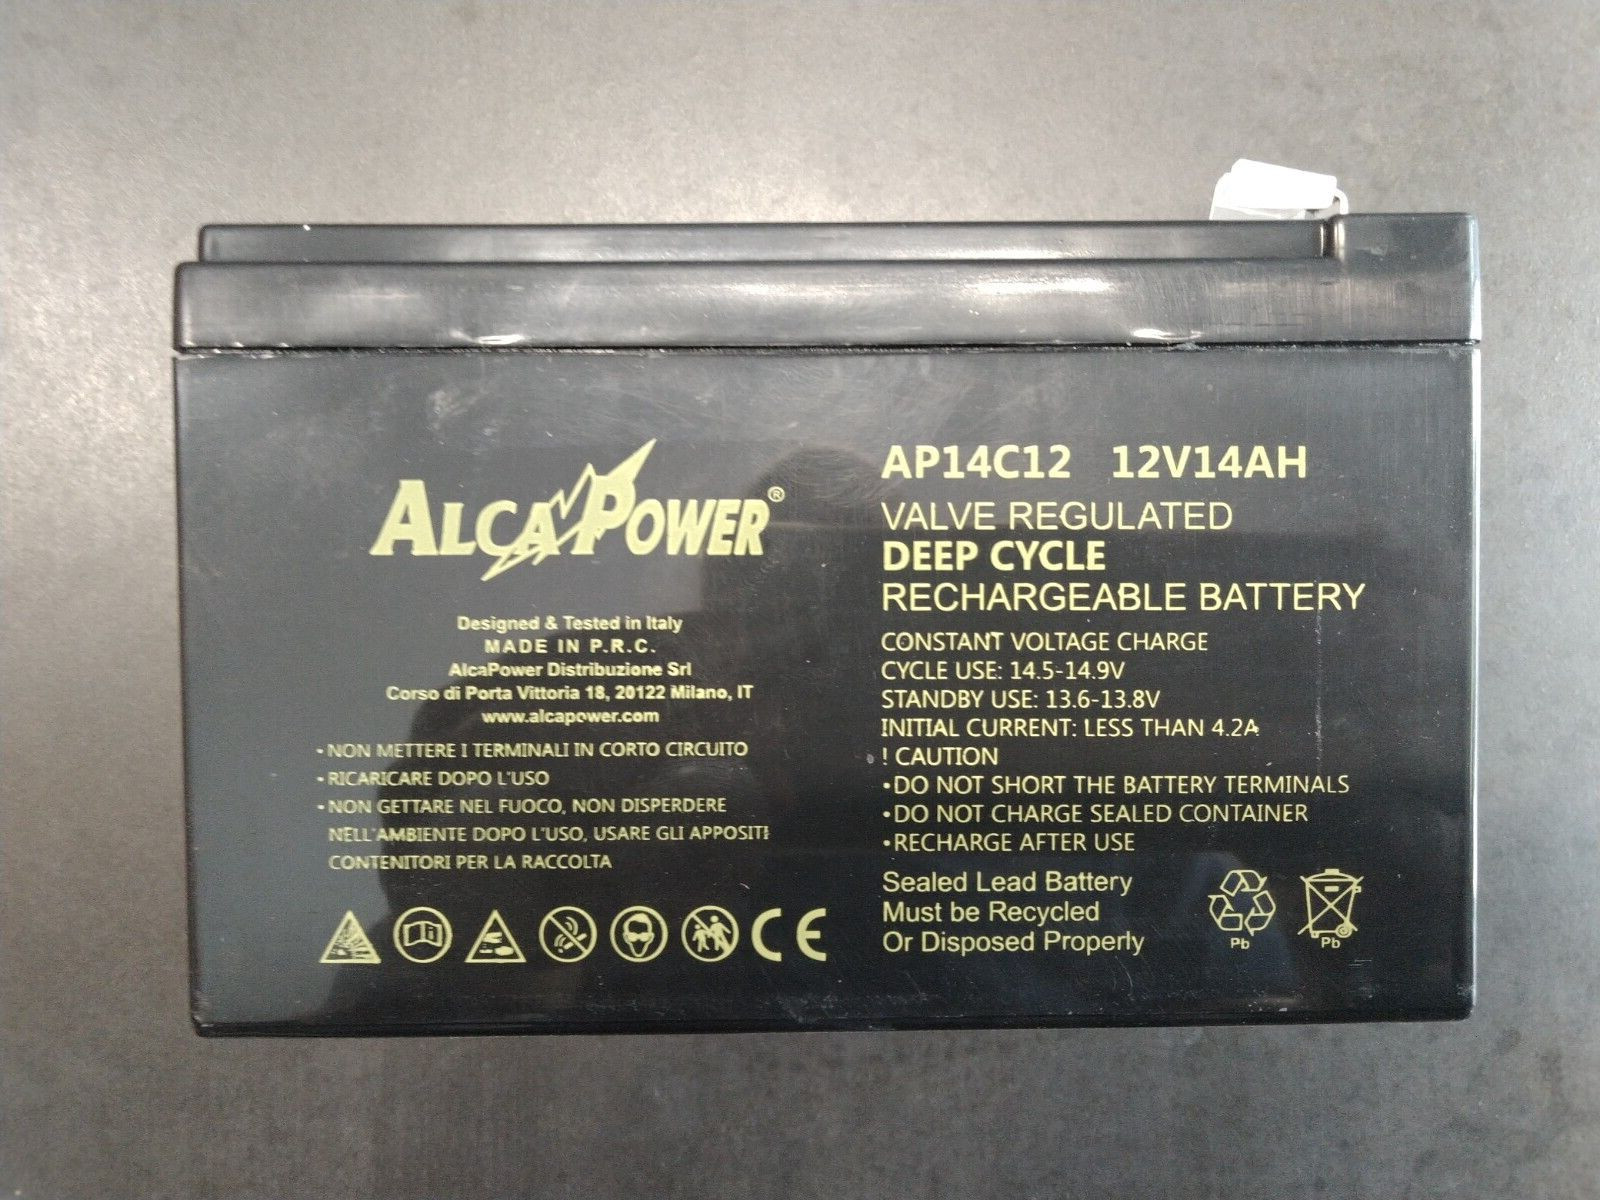 ALCAPOWER®
Designed & Tested in Italy
MADE IN P.R.C.
AlcaPower Distribuzione Srl
Corso di Porta Vittoria 18, 20122 Milano, IT
www.alcapower.com
•NON METTERE I TERMINALI IN CORTO CIRCUITO
•RICARICARE DOPO L'USO
•NON GETTARE NEL FUOCO, NON DISPERDERE
NELL'AMBIENTE DOPO L'USO, USARE GLI APPOSITI
CONTENITORI PER LA RACCOLTA
CE
AP14C12 12V14AH
VALVE REGULATED
DEEP CYCLE
RECHARGEABLE BATTERY
CONSTANT VOLTAGE CHARGE
CYCLE USE: 14.5-14.9V
STANDBY USE: 13.6-13.8V
INITIAL CURRENT: LESS THAN 4.2A
! CAUTION
•DO NOT SHORT THE BATTERY TERMINALS
•DO NOT CHARGE SEALED CONTAINER
•RECHARGE AFTER USE
Sealed Lead Battery
Must be Recycled
Or Disposed Properly
Pb Pb